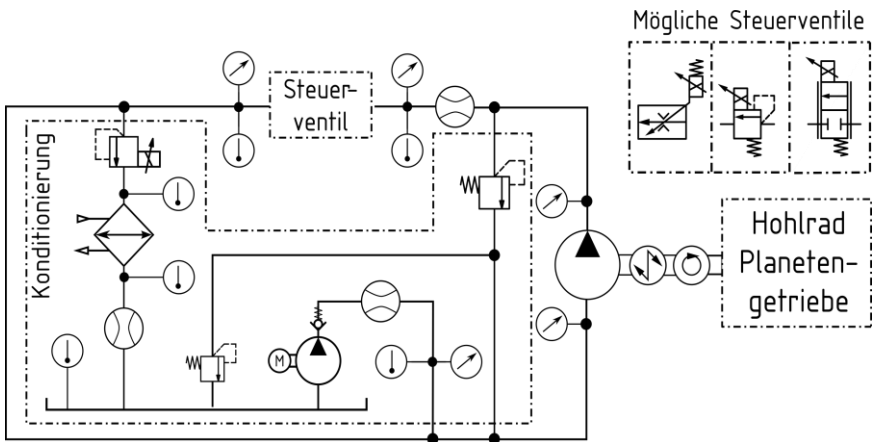 Mögliche Steuerventile
Steuer-
ventil
Konditionierung
Hohlrad
Planeten-
getriebe
M